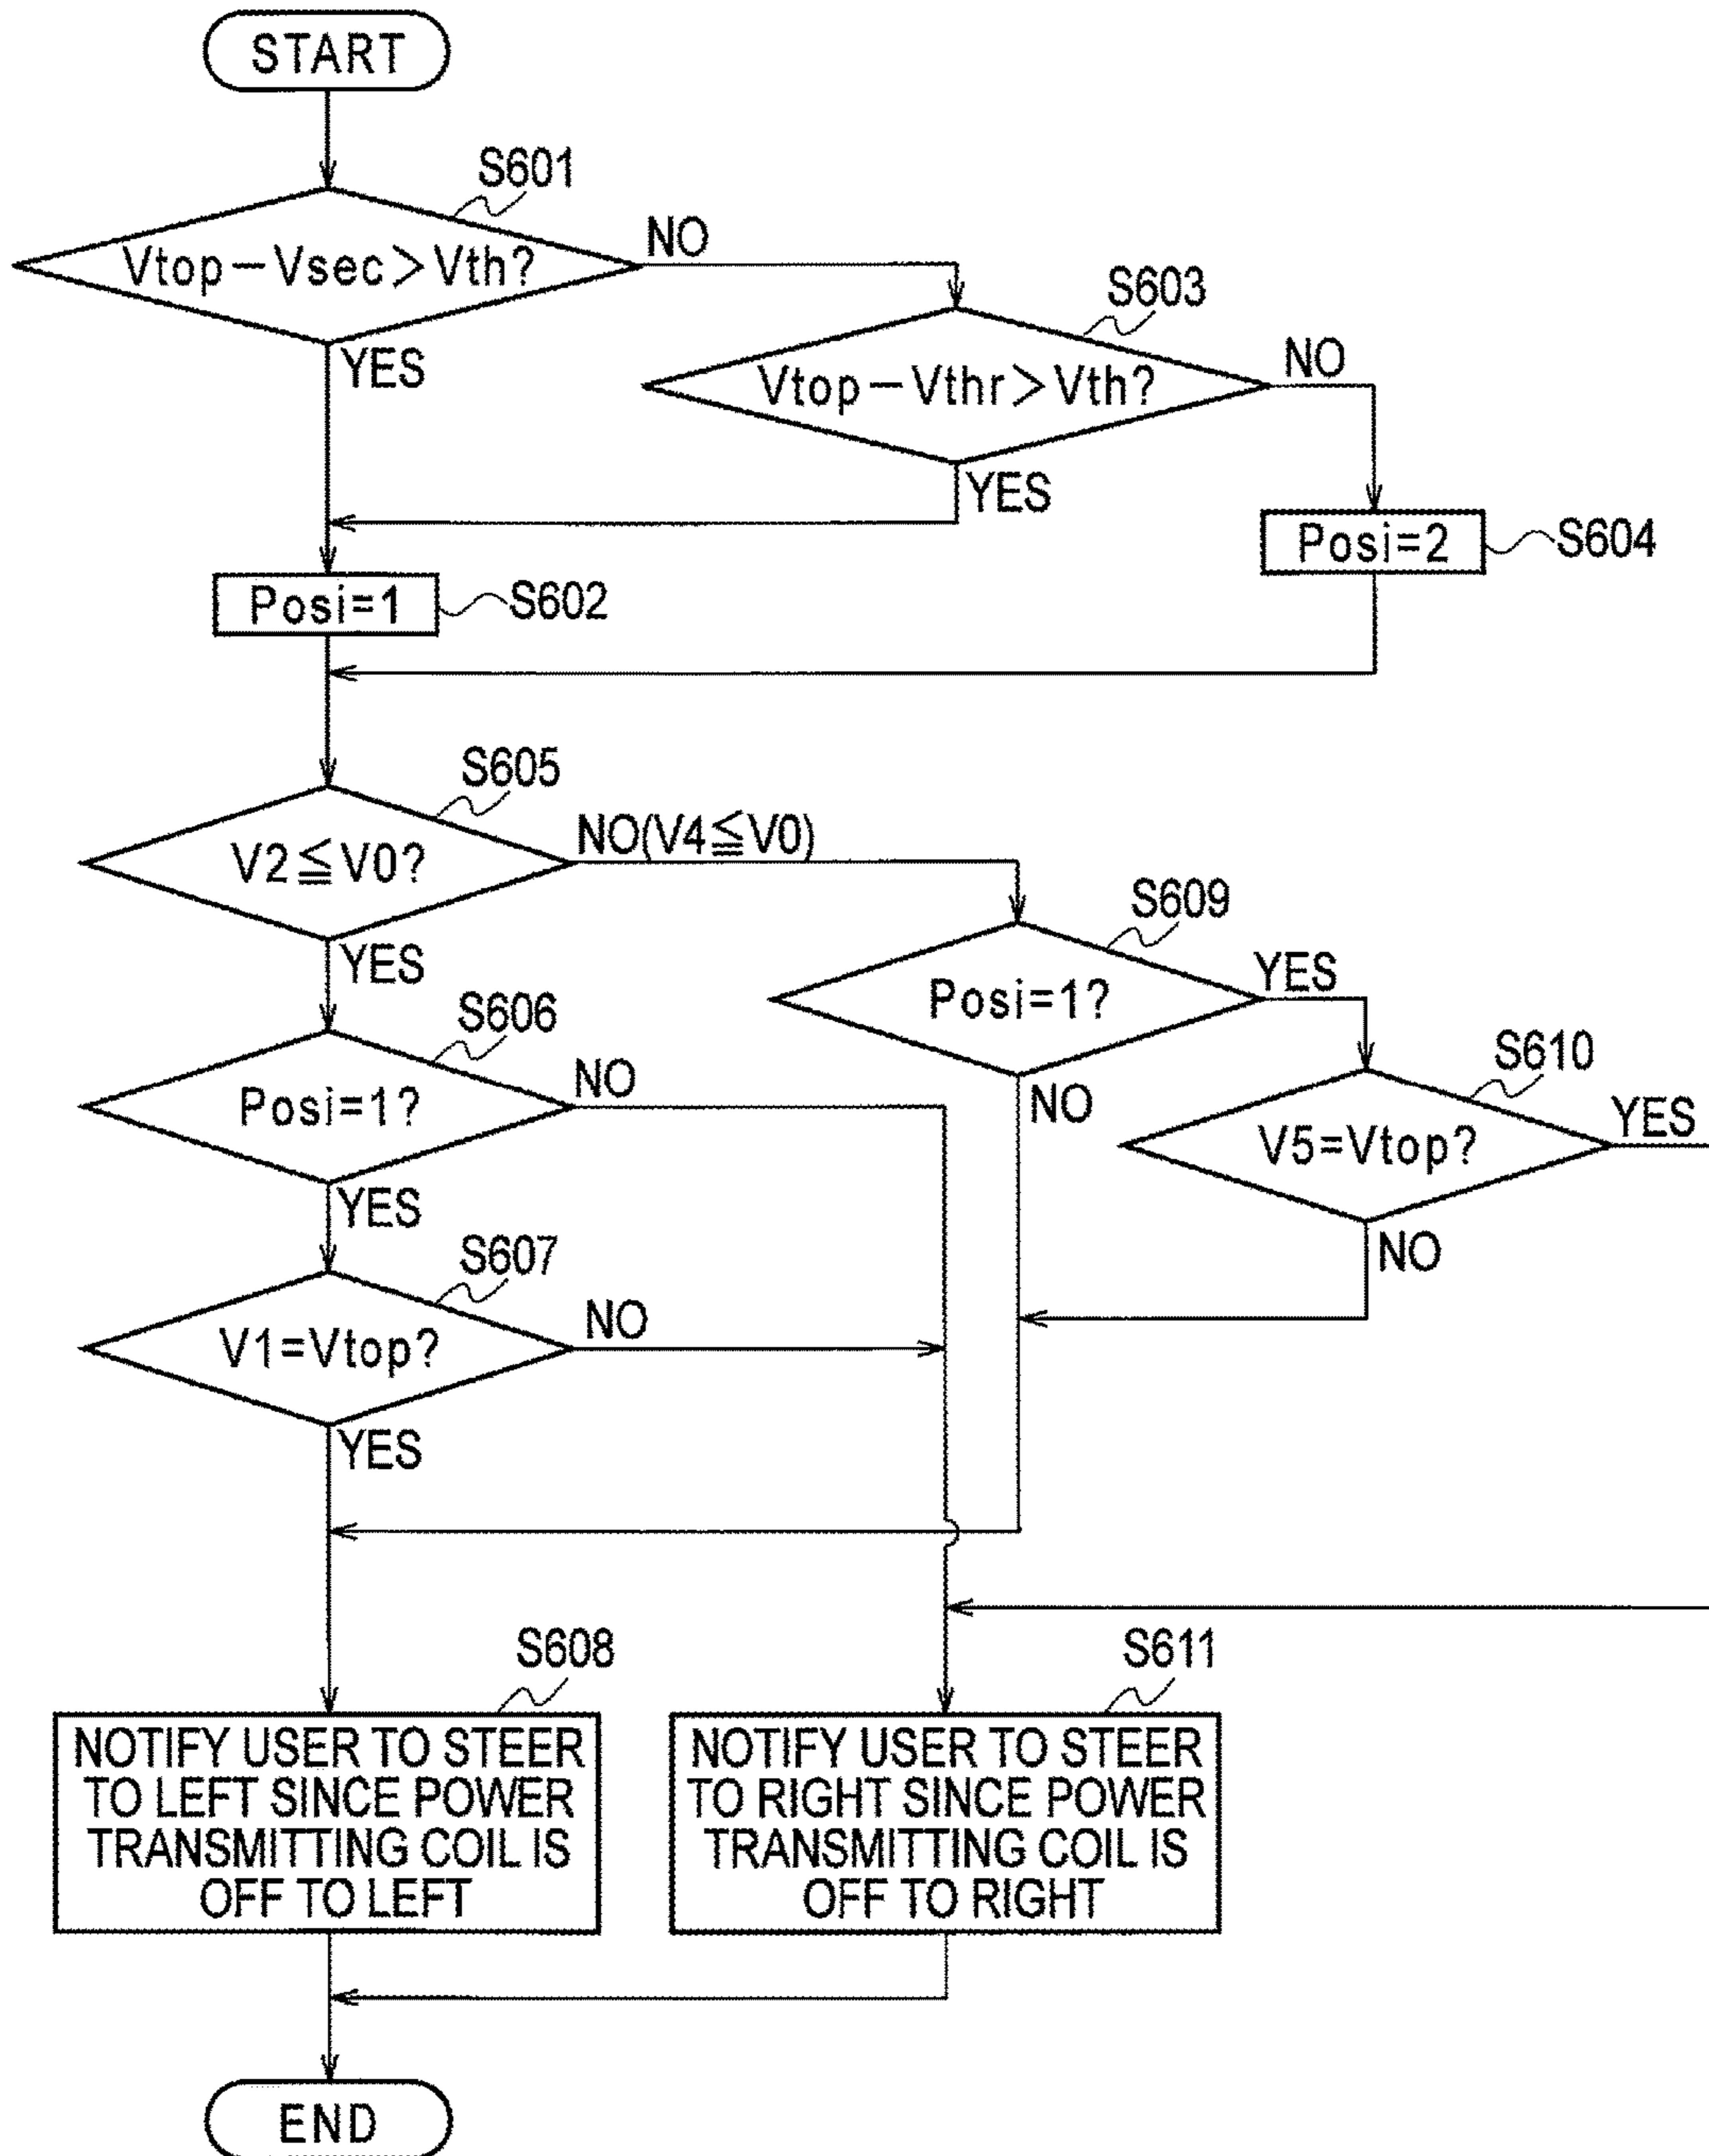 START
S601
Vtop－Vsec＞Vth?
NO
YES
S603
Vtop－Vthr＞Vth?
NO
YES
Posi=2
S604
Posi=1
S602
S605
V2≦V0?
NO(V4≦V0)
YES
S609
Posi=1?
YES
NO
S606
Posi=1?
NO
YES
S610
V5=Vtop?
YES
NO
S607
V1=Vtop?
NO
YES
S608
NOTIFY USER TO STEER
TO LEFT SINCE POWER
TRANSMITTING COIL IS
OFF TO LEFT
S611
NOTIFY USER TO STEER
TO RIGHT SINCE POWER
TRANSMITTING COIL IS
OFF TO RIGHT
END